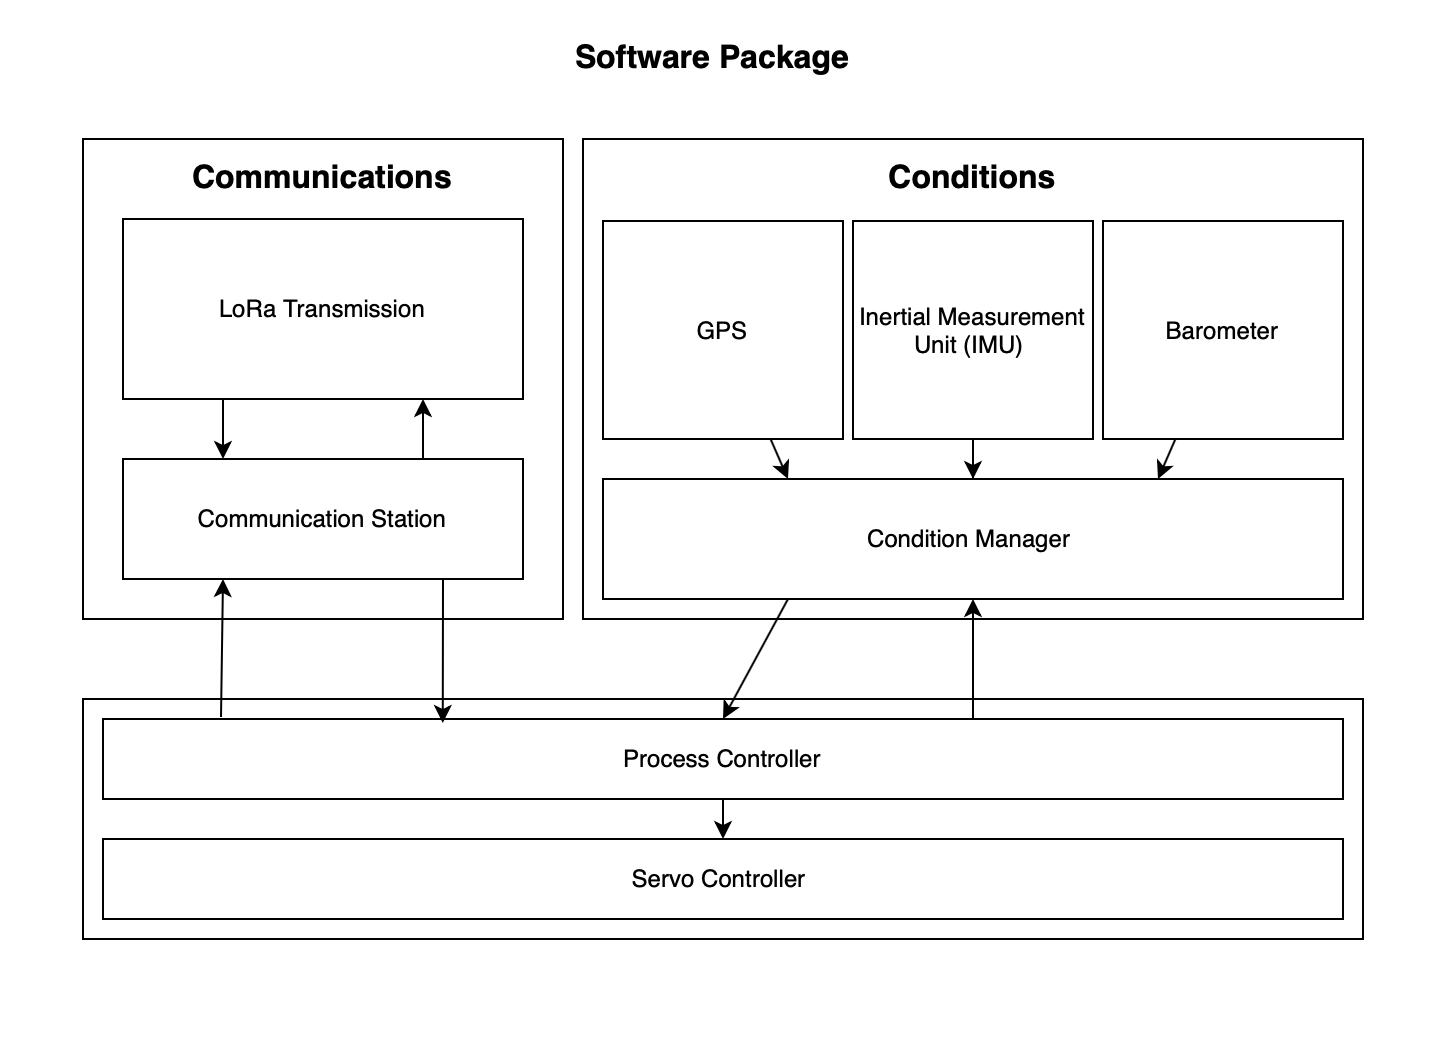 Software Package
Communications
LoRa Transmission
Communication Station
Conditions
GPS
Inertial Measurement
Unit (IMU)
Barometer
Condition Manager
Process Controller
Servo Controller